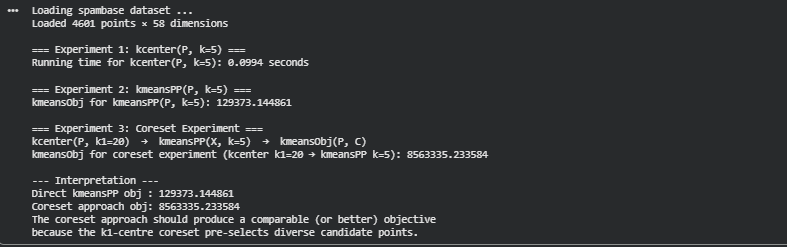 ••• Loading spambase dataset ...
Loaded 4601 points × 58 dimensions
=== Experiment 1: kcenter(P, k=5) ===
Running time for kcenter(P, k=5): 0.0994 seconds
=== Experiment 2: kmeansPP(P, k=5) ===
kmeansObj for kmeansPP(P, k=5): 129373.144861
=== Experiment 3: Coreset Experiment ===
kcenter(P, k1=20) → kmeansPP(X, k=5) → kmeansObj(P, C)
kmeansObj for coreset experiment (kcenter k1=20 → kmeansPP k=5): 8563335.233584
--- Interpretation ---
Direct kmeansPP obj : 129373.144861
Coreset approach obj: 8563335.233584
The coreset approach should produce a comparable (or better) objective
because the k1-centre coreset pre-selects diverse candidate points.